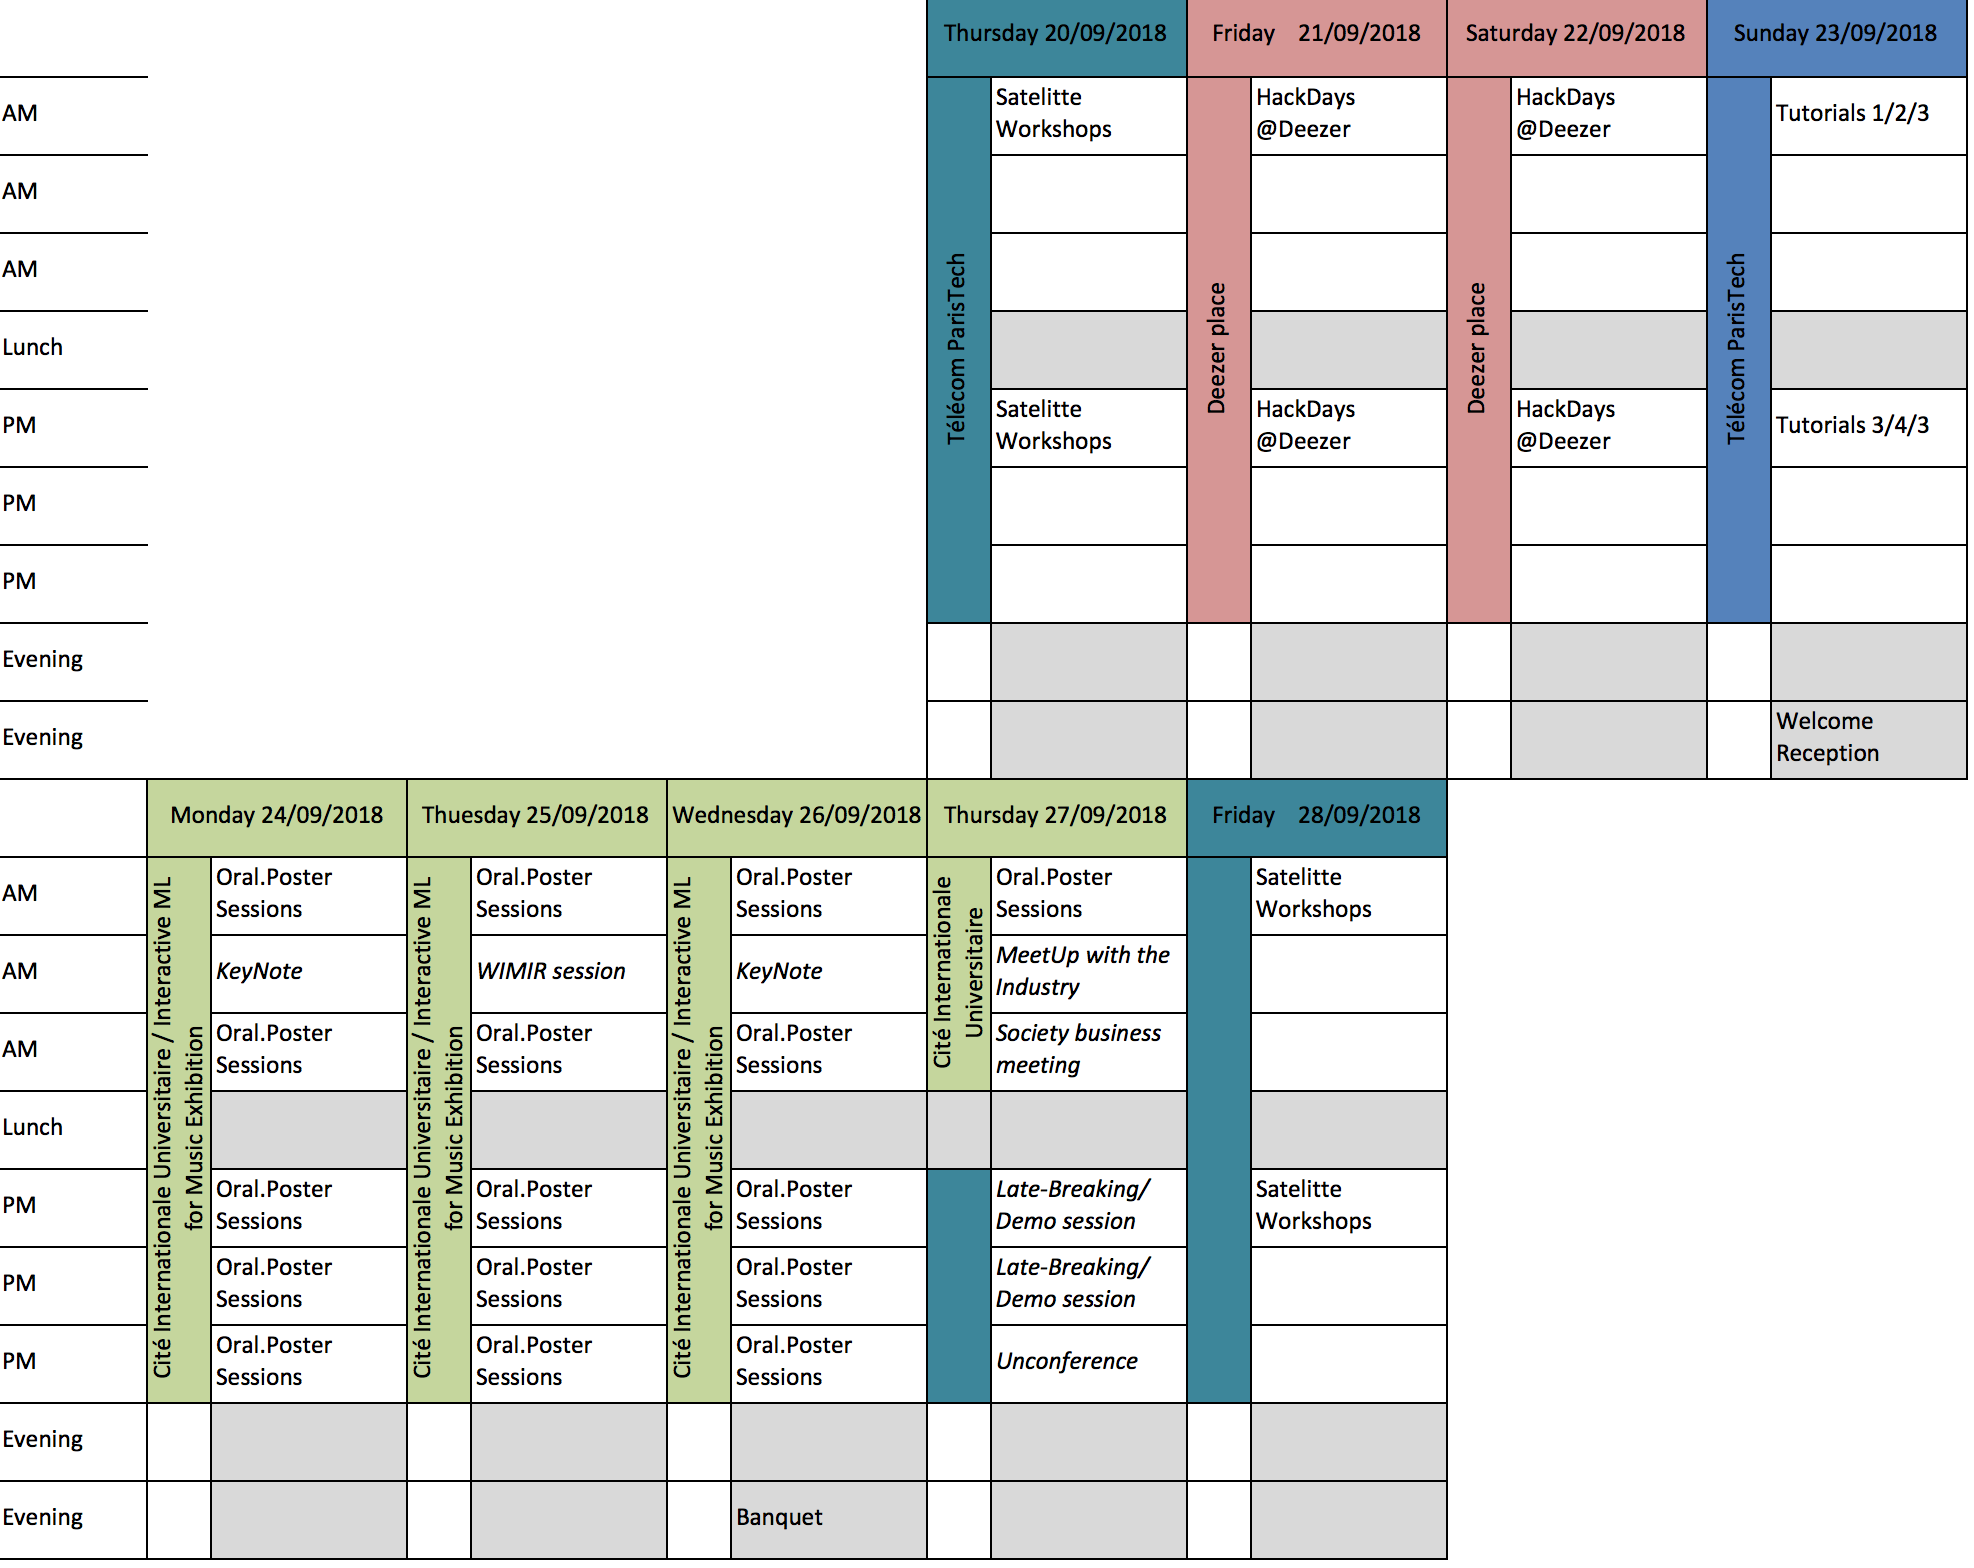 Thursday 20/09/2018 Friday 21/09/2018 Saturday 22/09/2018 Sunday 23/09/2018
Télécom ParisTech
Deezer place
Deezer place
Télécom ParisTech
AM Satelitte Workshops HackDays @Deezer HackDays @Deezer Tutorials 1/2/3
AM
AM
Lunch
PM Satelitte Workshops HackDays @Deezer HackDays @Deezer Tutorials 3/4/3
PM
PM
Evening
Evening Welcome Reception
Monday 24/09/2018 Thuesday 25/09/2018 Wednesday 26/09/2018 Thursday 27/09/2018 Friday 28/09/2018
Cité Internationale Universitaire / Interactive ML
for Music Exhibition
Cité Internationale Universitaire / Interactive ML
for Music Exhibition
Cité Internationale Universitaire / Interactive ML
for Music Exhibition
Cité Internationale
Universitaire
AM Oral.Poster Sessions Oral.Poster Sessions Oral.Poster Sessions Oral.Poster Sessions Satelitte Workshops
AM KeyNote WIMIR session KeyNote MeetUp with the Industry
AM Oral.Poster Sessions Oral.Poster Sessions Oral.Poster Sessions Society business meeting
Lunch
PM Oral.Poster Sessions Oral.Poster Sessions Oral.Poster Sessions Late-Breaking/ Demo session Satelitte Workshops
PM Oral.Poster Sessions Oral.Poster Sessions Oral.Poster Sessions Late-Breaking/ Demo session
PM Oral.Poster Sessions Oral.Poster Sessions Oral.Poster Sessions Unconference
Evening
Evening Banquet